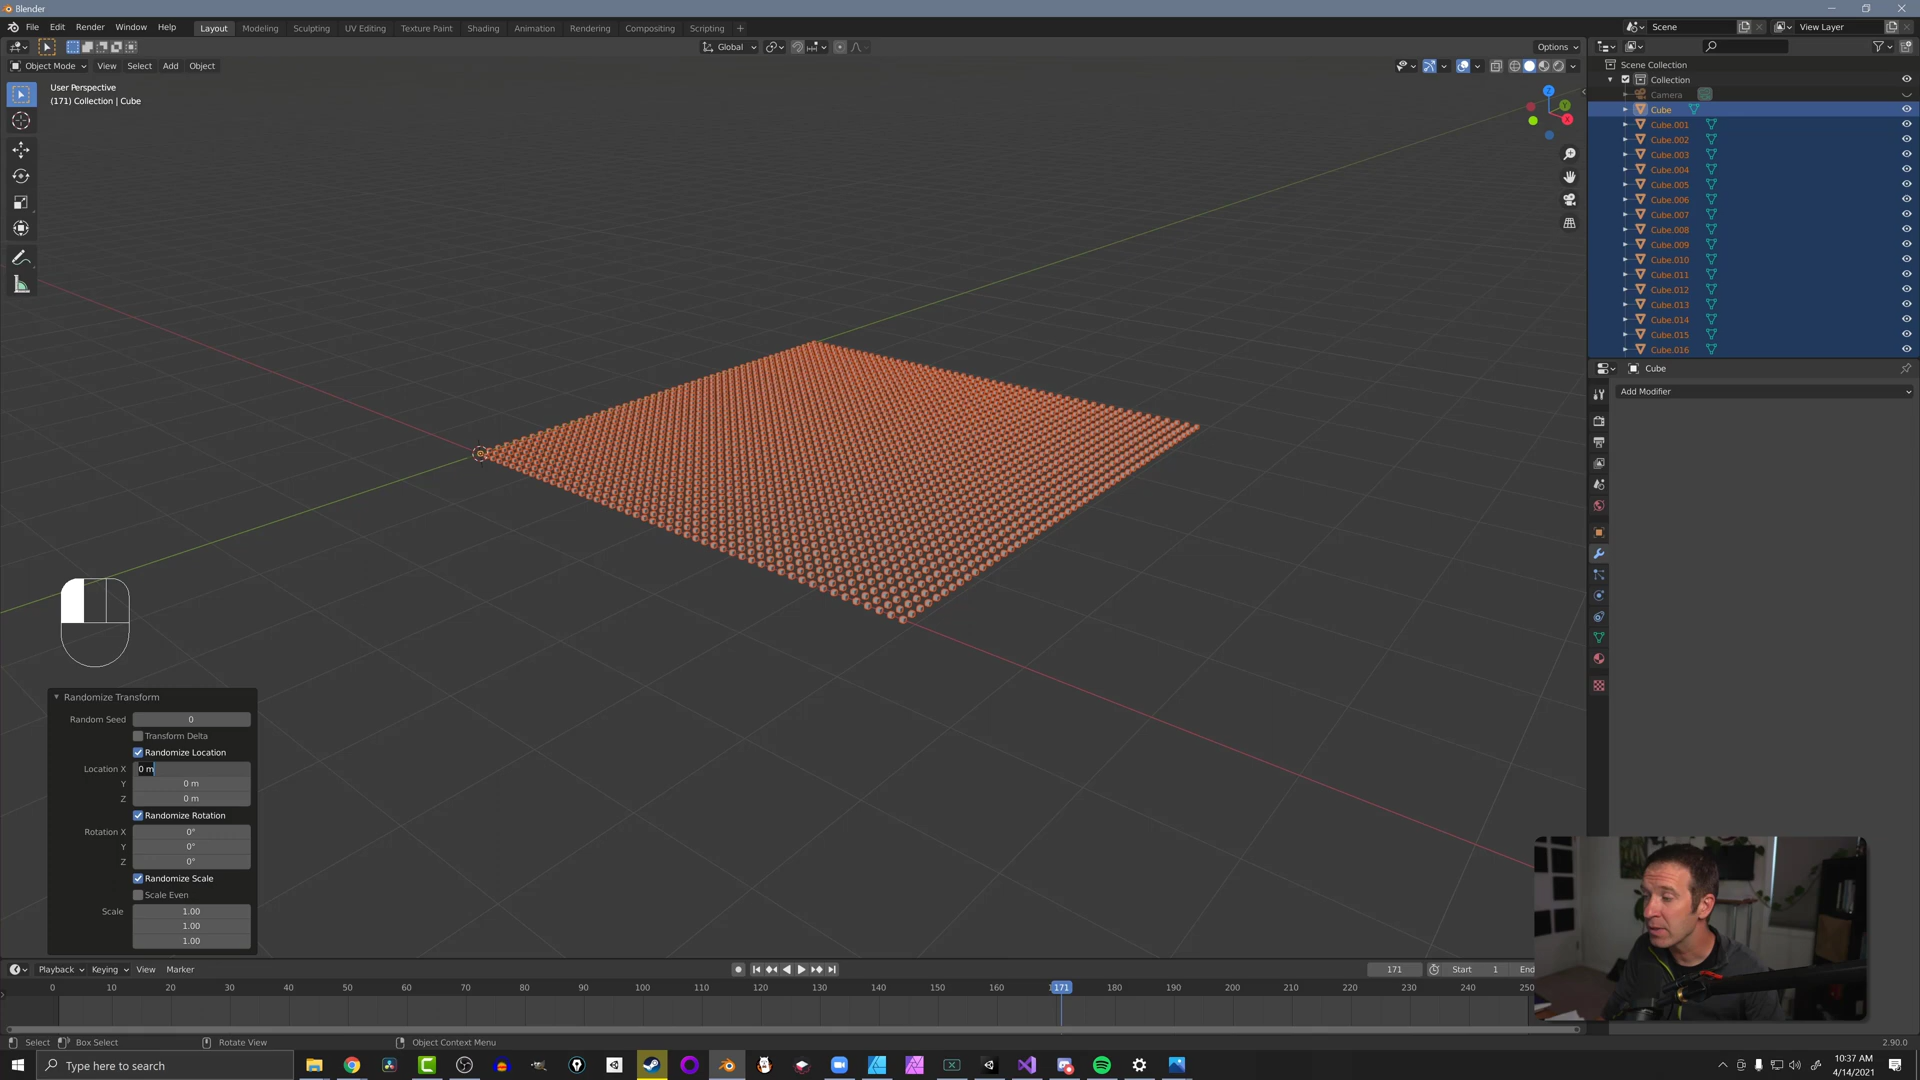 Blender
File Edit Render Window Help
Layout Modeling Sculpting UV Editing Texture Paint Shading Animation Rendering Compositing Scripting +
Scene
View Layer
Global
Options
Object Mode View Select Add Object
User Perspective
(171) Collection | Cube
Z
Y
X
Scene Collection
Collection
Camera
Cube
Cube.001
Cube.002
Cube.003
Cube.004
Cube.005
Cube.006
Cube.007
Cube.008
Cube.009
Cube.010
Cube.011
Cube.012
Cube.013
Cube.014
Cube.015
Cube.016
Cube
Add Modifier
Randomize Transform
Random Seed 0
Transform Delta
Randomize Location
Location X 0 m
Y 0 m
Z 0 m
Randomize Rotation
Rotation X 0°
Y 0°
Z 0°
Randomize Scale
Scale Even
Scale 1.00
1.00
1.00
Playback Keying View Marker
171 Start 1 End
0 10 20 30 40 50 60 70 80 90 100 110 120 130 140 150 160 171 180 190 200 210 220 230 240 250
Select Box Select Rotate View Object Context Menu
2.90.0
Type here to search
10:37 AM
4/14/2021